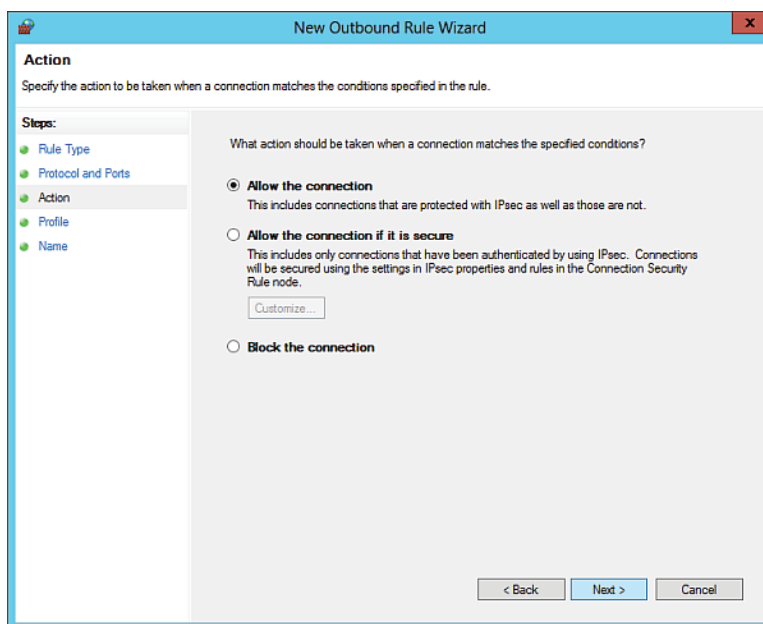 New Outbound Rule Wizard
x
Action
Specify the action to be taken when a connection matches the conditions specified in the rule.
Steps:
Rule Type
Protocol and Ports
Action
Profile
Name
What action should be taken when a connection matches the specified conditions?
Allow the connection
This includes connections that are protected with IPsec as well as those are not.
Allow the connection if it is secure
This includes only connections that have been authenticated by using IPsec. Connections
will be secured using the settings in IPsec properties and rules in the Connection Security
Rule node.
Customize...
Block the connection
< Back
Next >
Cancel